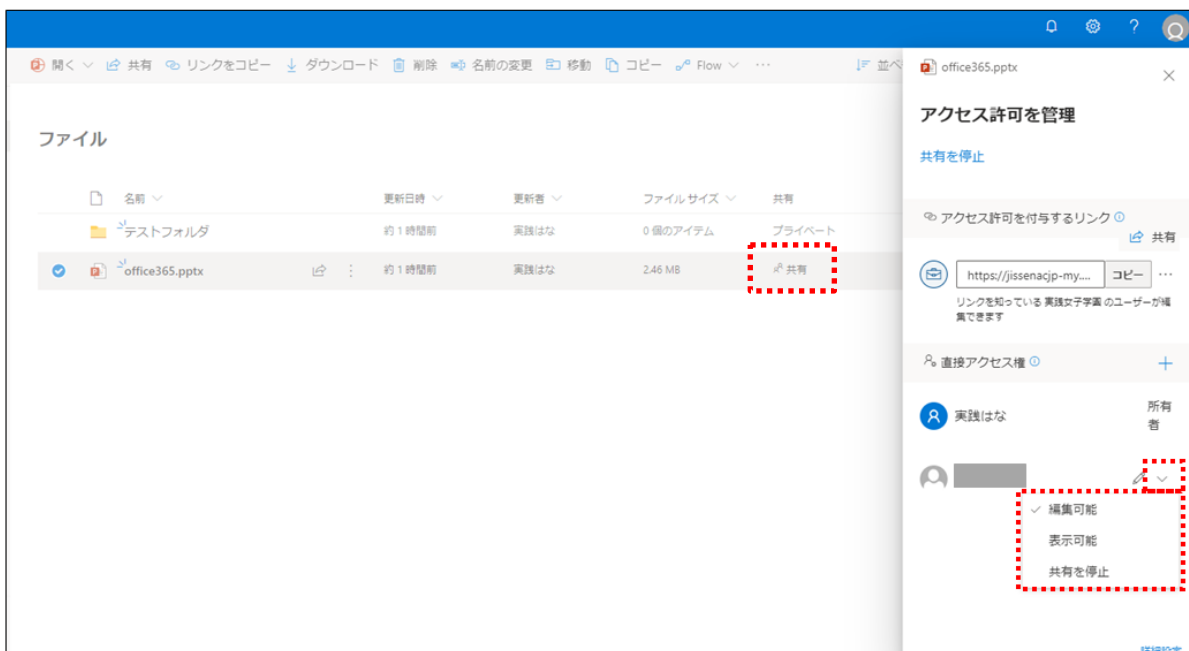 開く 共有 リンクをコピー ダウンロード 削除 名前の変更 移動 コピー Flow ··· 並べ
ファイル
名前 更新日時 更新者 ファイル サイズ 共有
テストフォルダ 約 1 時間前 実践はな 0 個のアイテム プライベート
office365.pptx 約 1 時間前 実践はな 2.46 MB 共有
?
office365.pptx
アクセス許可を管理
共有を停止
アクセス許可を付与するリンク
共有
https://jissenacjp-my.... コピー ···
リンクを知っている 実践女子学園 のユーザーが編
集できます
直接アクセス権
実践はな 所有
者
編集可能
表示可能
共有を停止
詳細設定